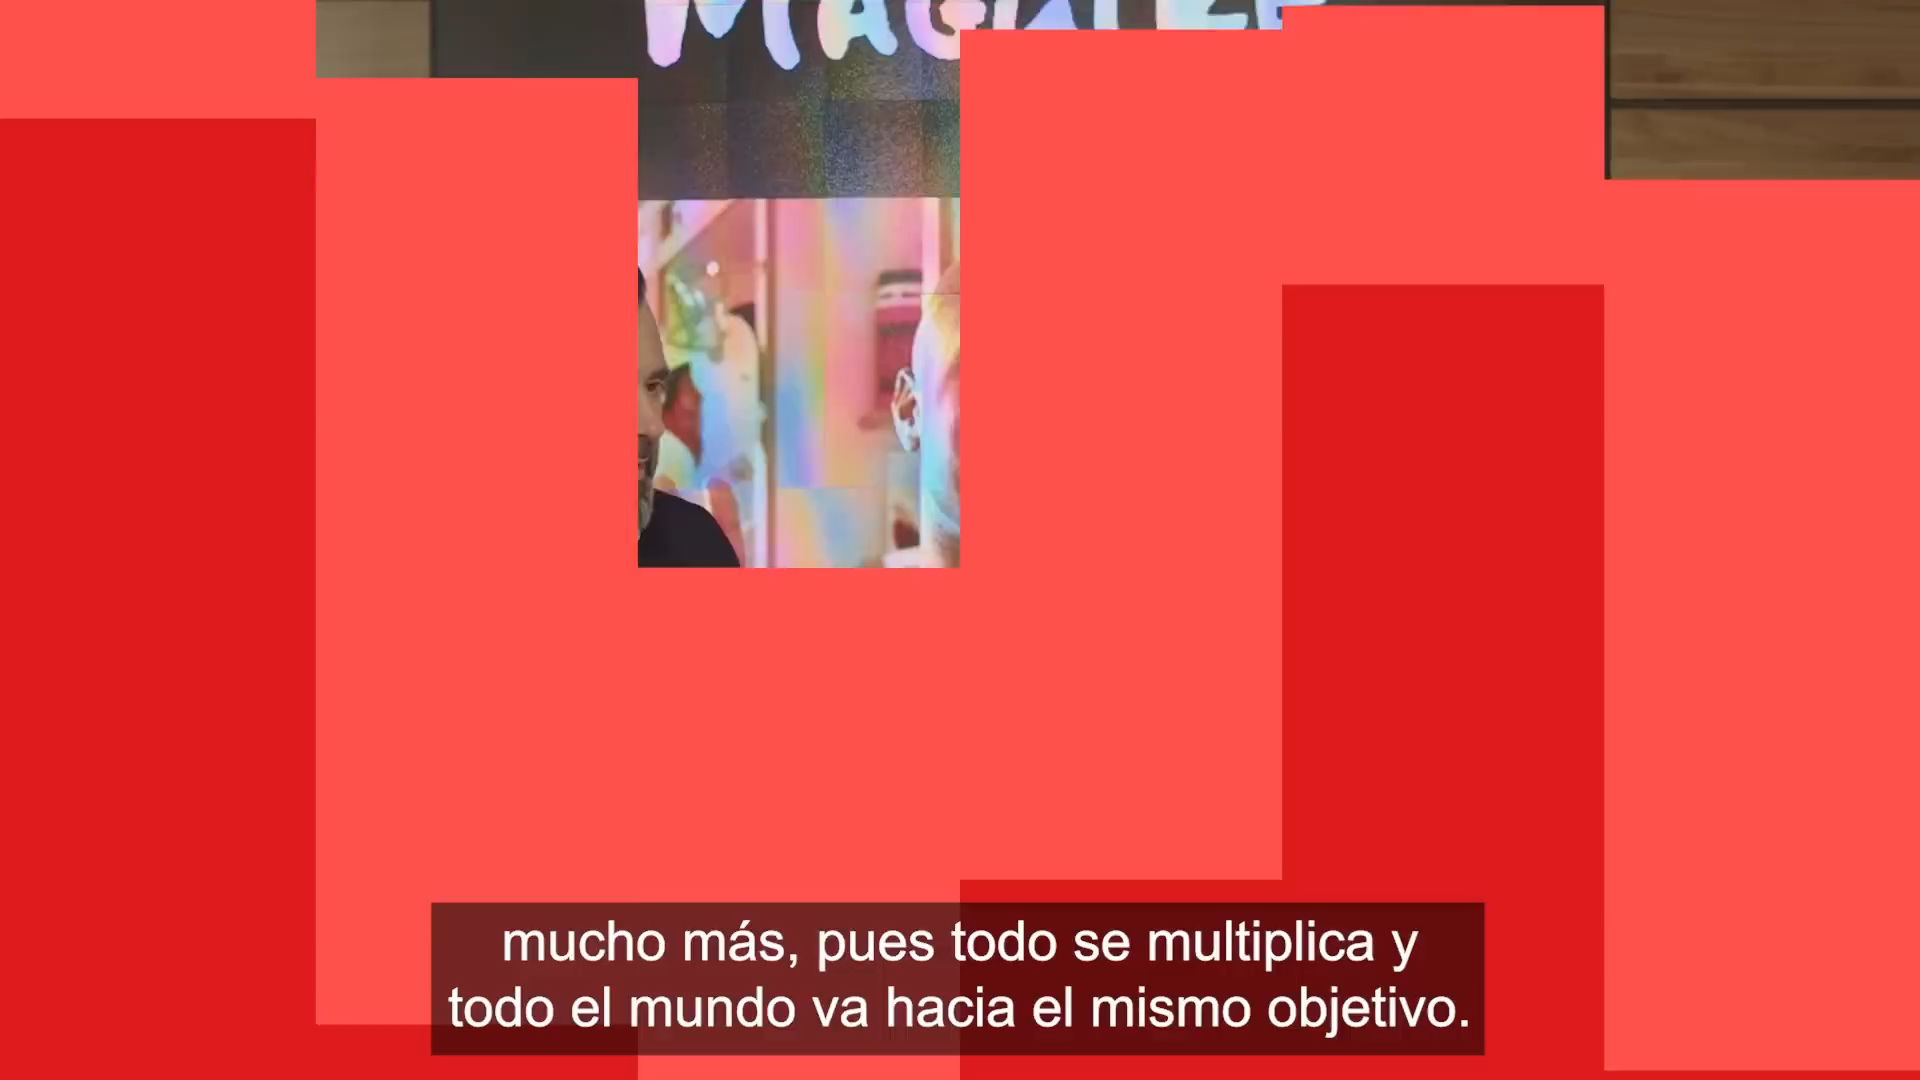 mucho más, pues todo se multiplica y
todo el mundo va hacia el mismo objetivo.